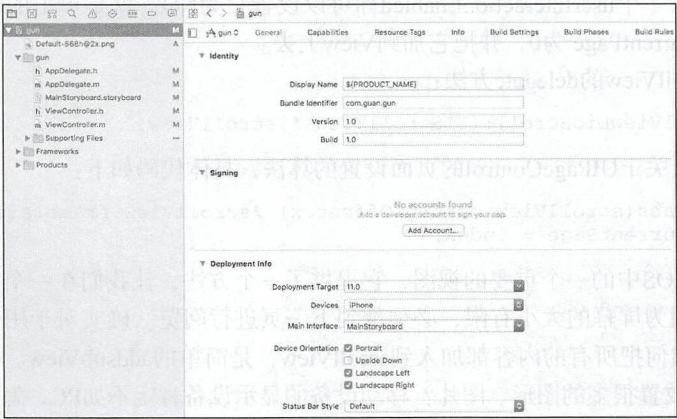 gun
gun
M
gun
General
Capabilities
Resource Tags
Info
Build Settings
Build Phases
Build Rules
Default-568h@2x.png
A
gun
h AppDelegate.h
M
m AppDelegate.m
M
MainStoryboard.storyboard
M
h ViewController.h
M
m ViewController.m
M
Supporting Files
Frameworks
Products
Identity
Display Name ${PRODUCT_NAME}
Bundle Identifier com.guan.gun
Version 1.0
Build 1.0
Signing
No accounts found
Add a developer account to sign your app.
Add Account...
Deployment Info
Deployment Target 11.0
Devices iPhone
Main Interface MainStoryboard
Device Orientation Portrait
Upside Down
Landscape Left
Landscape Right
Status Bar Style Default